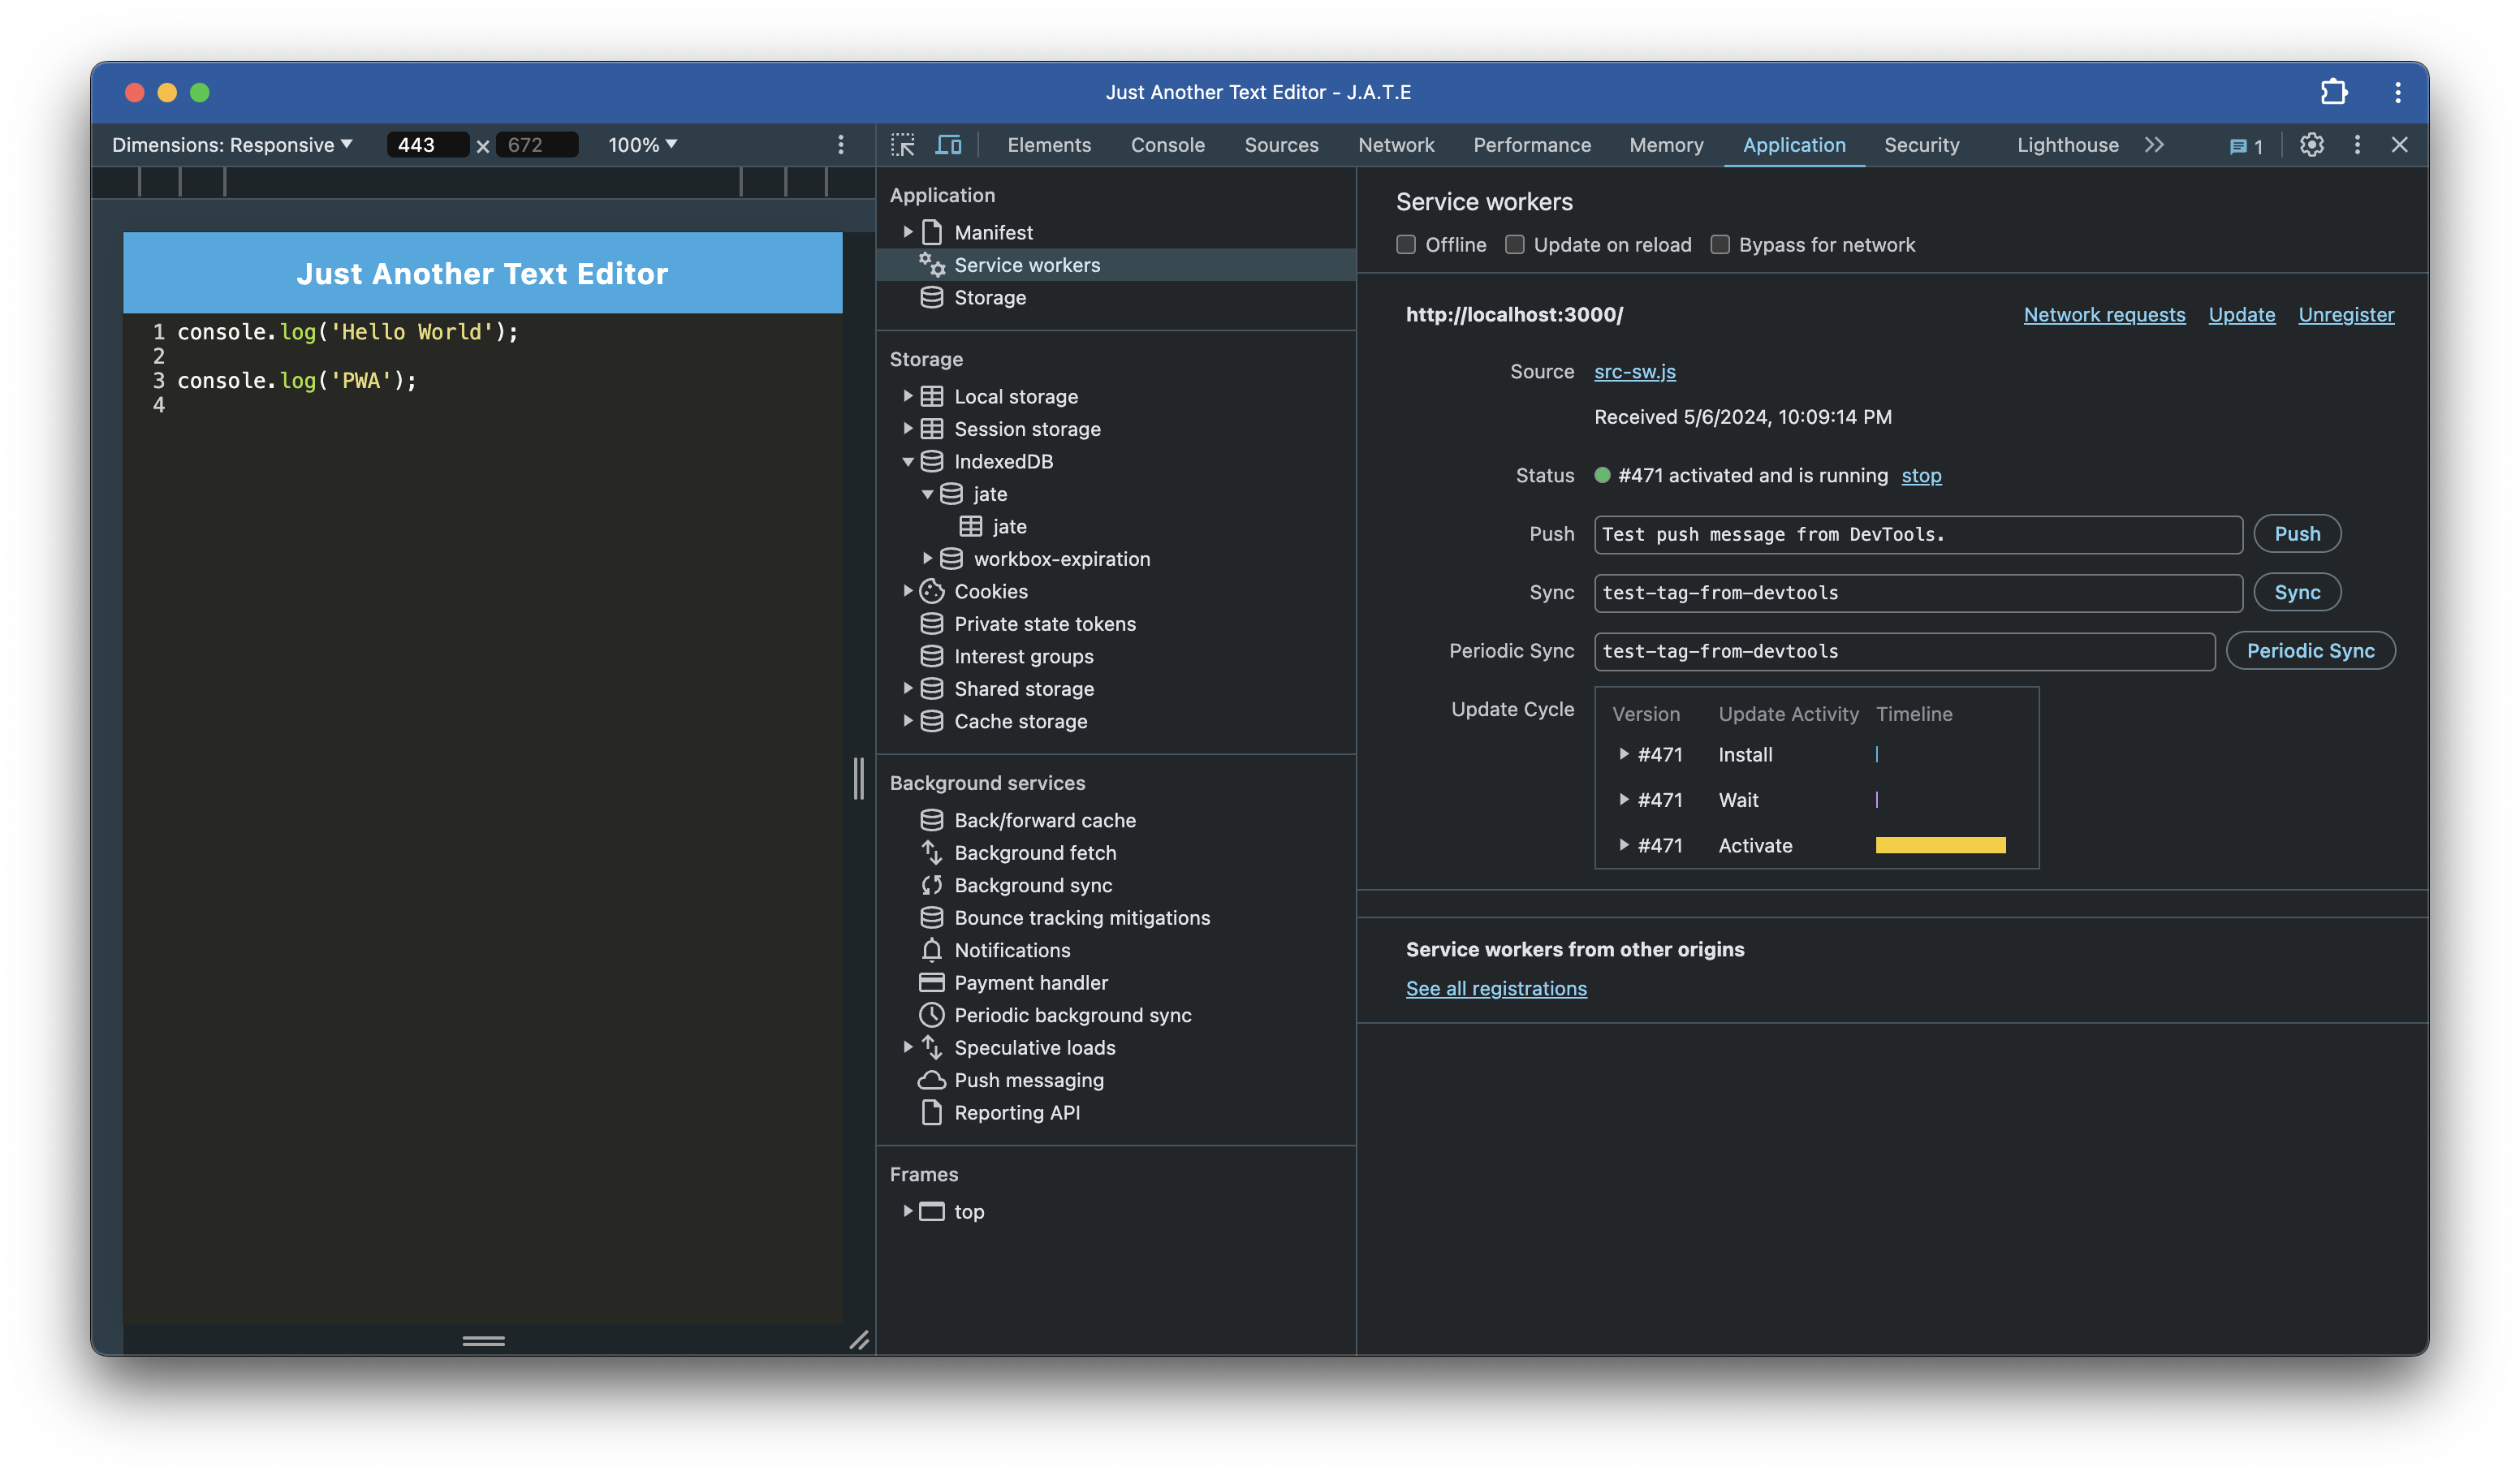 Just Another Text Editor - J.A.T.E
Dimensions: Responsive 443 × 672 100%
Elements Console Sources Network Performance Memory Application Security Lighthouse 1
Just Another Text Editor
1 console.log('Hello World');
2
3 console.log('PWA');
4
Application
Manifest
Service workers
Storage
Storage
Local storage
Session storage
IndexedDB
jate
jate
workbox-expiration
Cookies
Private state tokens
Interest groups
Shared storage
Cache storage
Background services
Back/forward cache
Background fetch
Background sync
Bounce tracking mitigations
Notifications
Payment handler
Periodic background sync
Speculative loads
Push messaging
Reporting API
Frames
top
Service workers
Offline Update on reload Bypass for network
http://localhost:3000/ Network requests Update Unregister
Source src-sw.js
Received 5/6/2024, 10:09:14 PM
Status #471 activated and is running stop
Push Test push message from DevTools. Push
Sync test-tag-from-devtools Sync
Periodic Sync test-tag-from-devtools Periodic Sync
Update Cycle Version Update Activity Timeline
#471 Install
#471 Wait
#471 Activate
Service workers from other origins
See all registrations